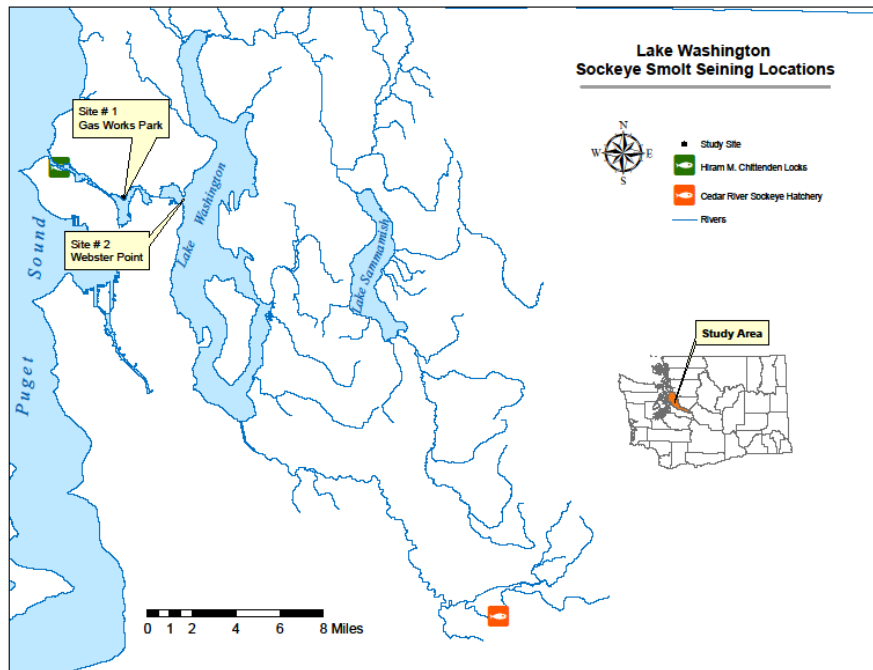 Lake Washington
Sockeye Smolt Seining Locations
Site # 1
Gas Works Park
N
W E
S
Study Site
Hiram M. Chittenden Locks
Cedar River Sockeye Hatchery
Rivers
Lake Washington
Site # 2
Webster Point
Puget Sound
Lake Sammamish
Study Area
0 1 2 4 6 8 Miles